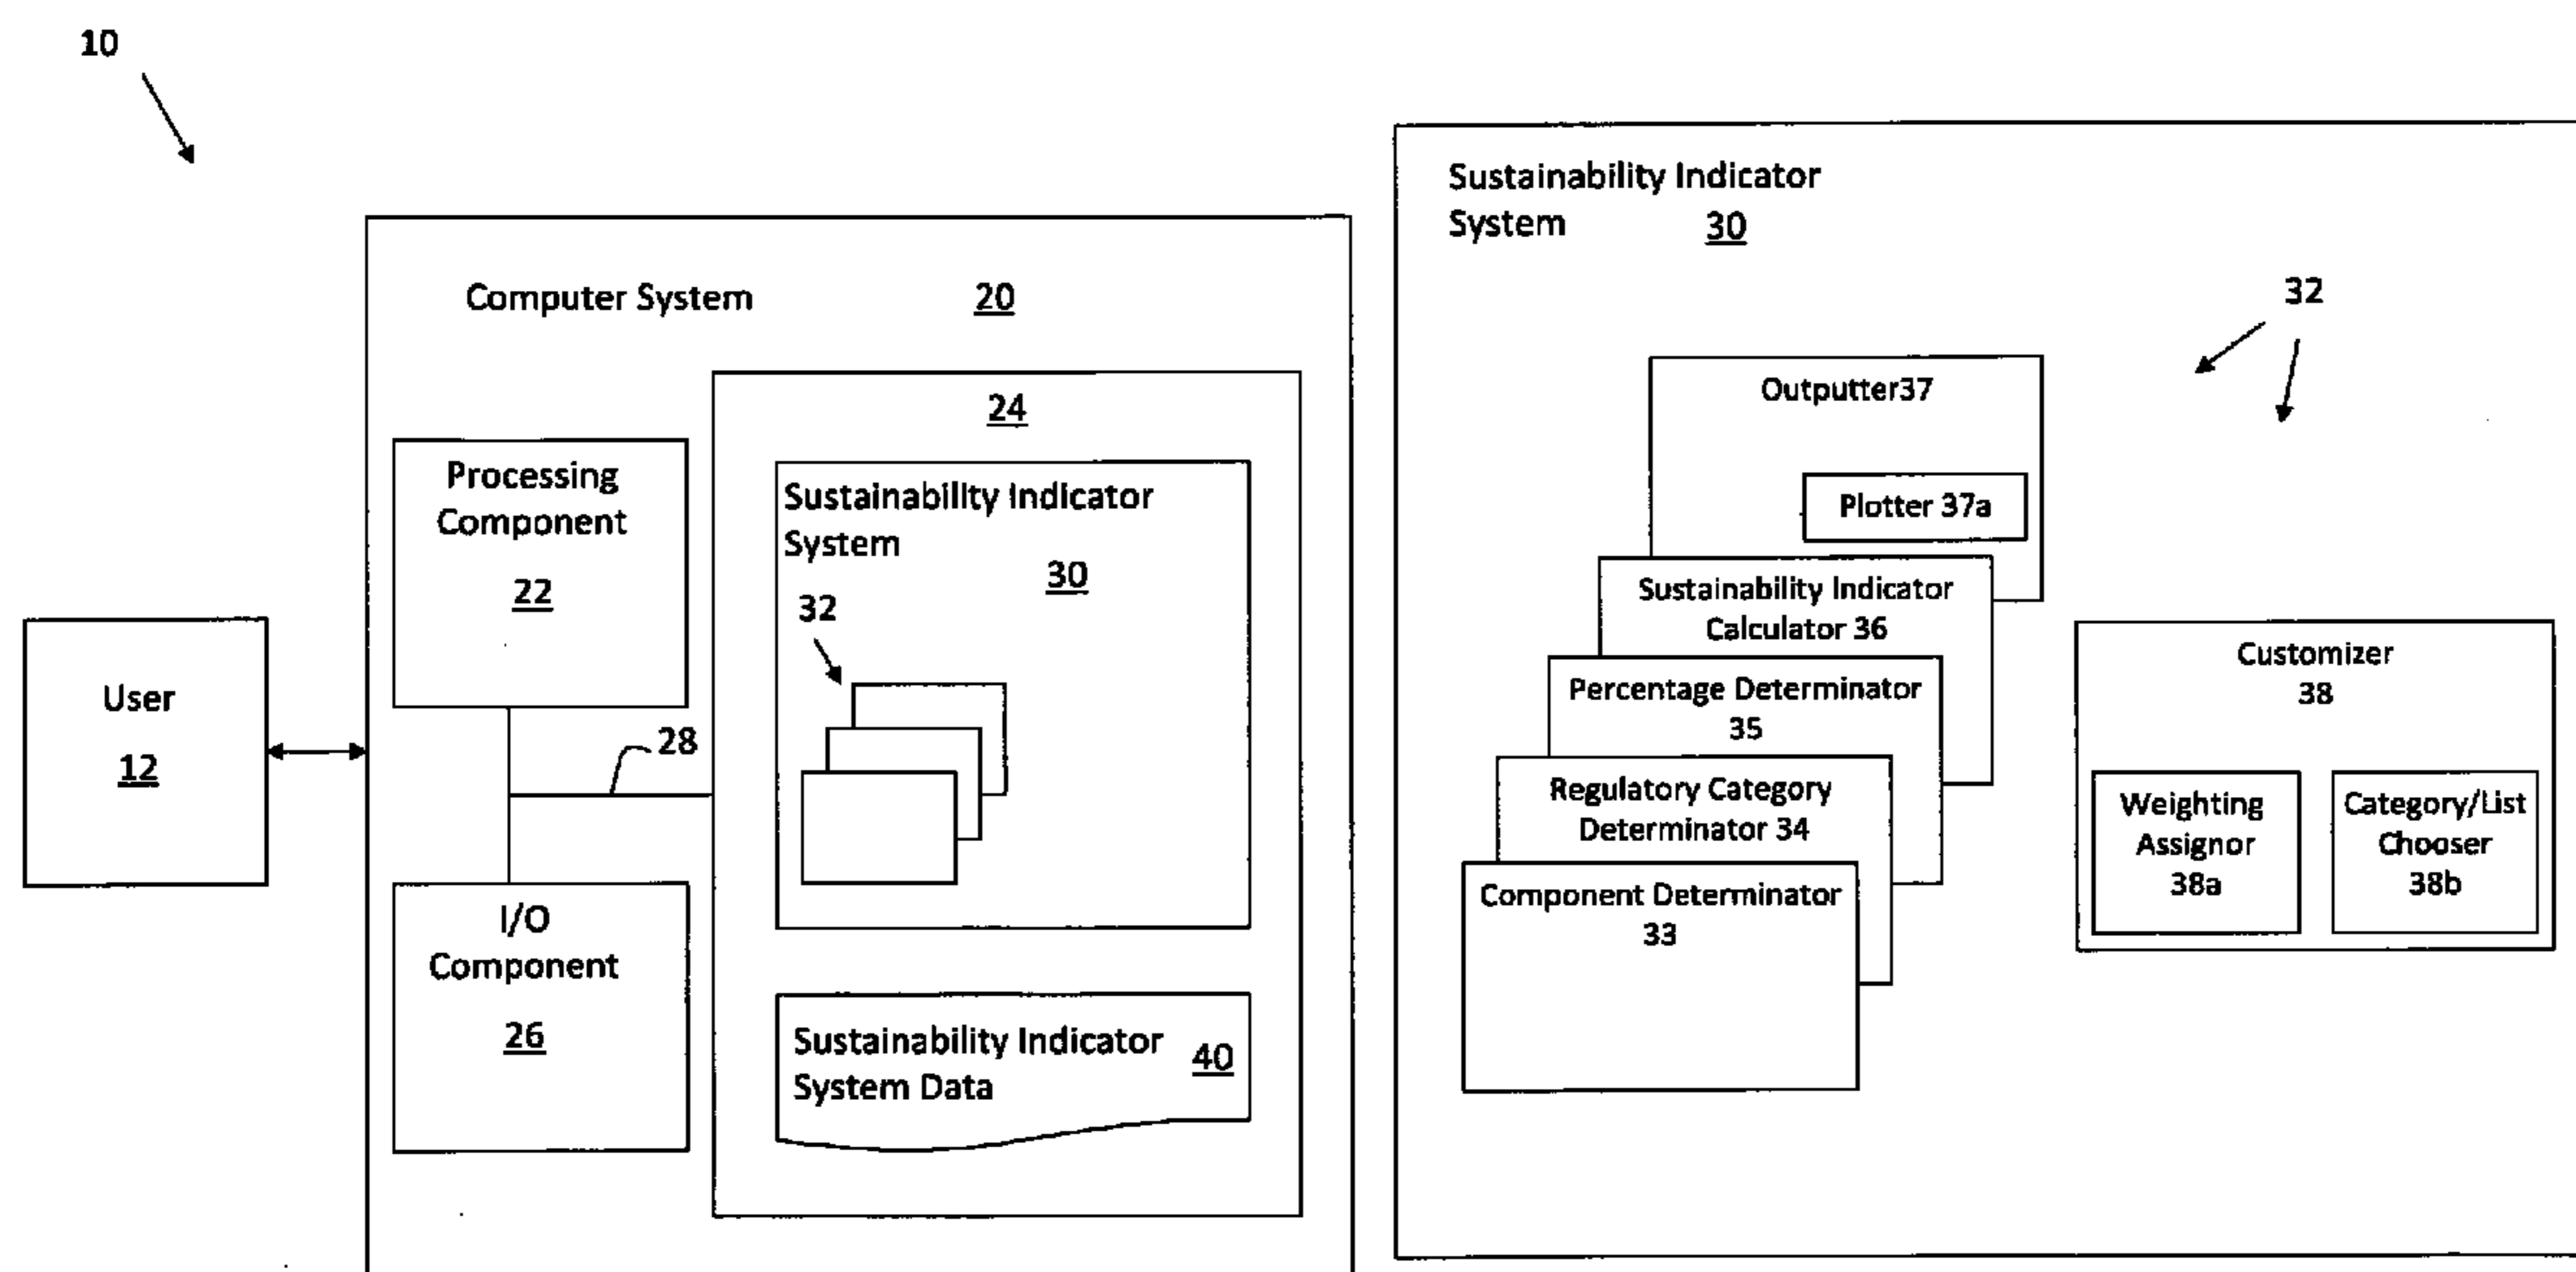 10
Computer System 20
Processing
Component
22
User
12
I/O
Component
26
28
24
Sustainability Indicator
System
30
32
Sustainability Indicator
System Data
40
Sustainability Indicator
System 30
32
Outputter37
Plotter 37a
Sustainability Indicator
Calculator 36
Percentage Determinator
35
Regulatory Category
Determinator 34
Component Determinator
33
Customizer
38
Weighting
Assignor
38a
Category/List
Chooser
38b